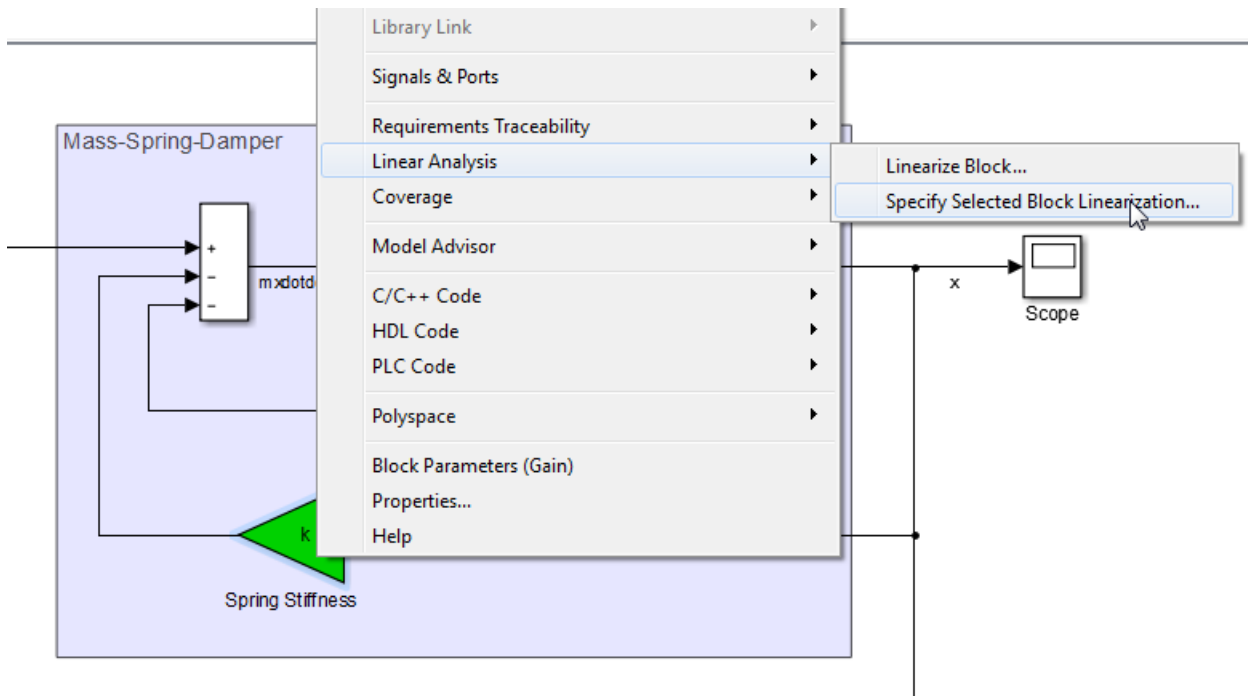 Library Link
Signals & Ports
Requirements Traceability
Linear Analysis
Coverage
Model Advisor
C/C++ Code
HDL Code
PLC Code
Polyspace
Block Parameters (Gain)
Properties...
Help
Linearize Block...
Specify Selected Block Linearization...
Mass-Spring-Damper
+
−
−
mxdotd
x
Scope
k
Spring Stiffness